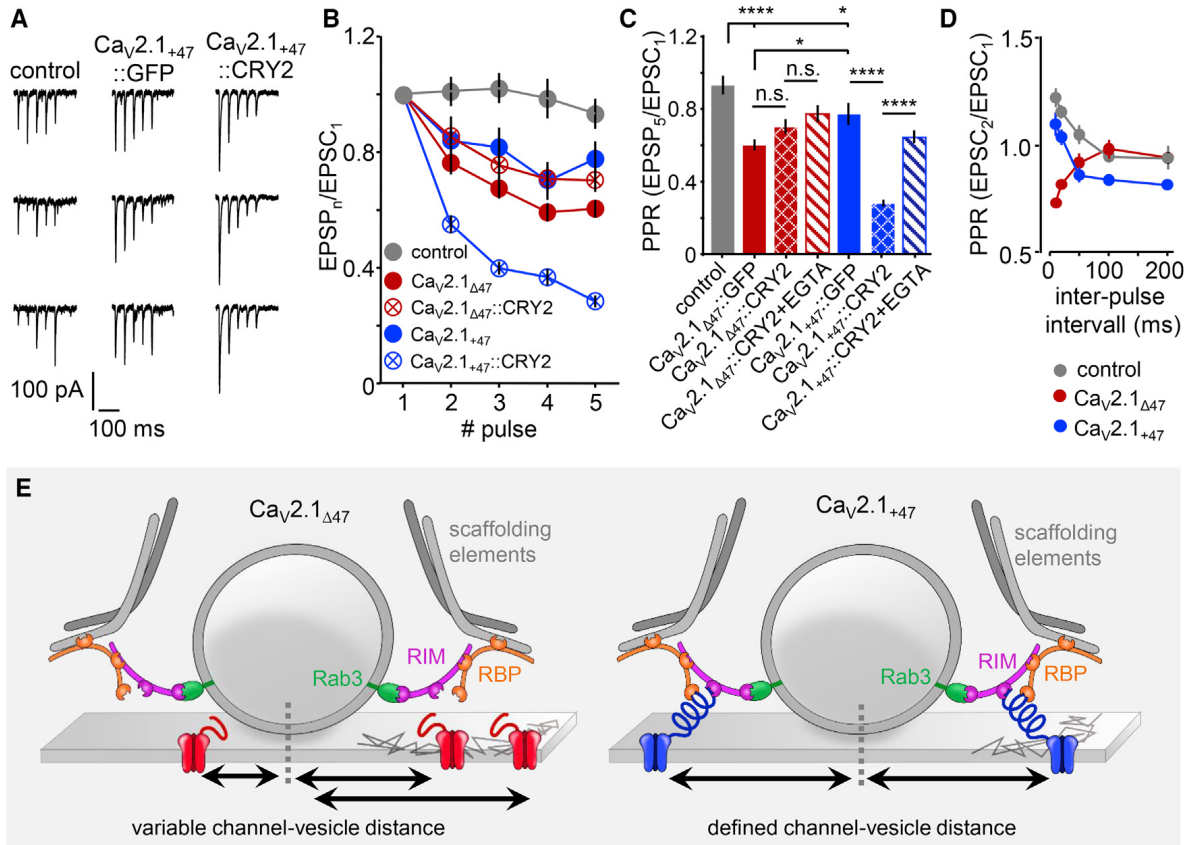 A
control
CaV2.1+47
::GFP
CaV2.1+47
::CRY2
100 pA
100 ms
B
EPSPn/EPSC1
1.2
0.8
0.4
0
1 2 3 4 5
# pulse
control
CaV2.1Δ47
CaV2.1Δ47::CRY2
CaV2.1+47
CaV2.1+47::CRY2
C
PPR (EPSP5/EPSC1)
1.2
0.8
0.4
0
**** *
*
n.s.
n.s.
****
****
control
CaV2.1Δ47::GFP
CaV2.1Δ47::CRY2
CaV2.1Δ47::CRY2+EGTA
CaV2.1+47::GFP
CaV2.1+47::CRY2
CaV2.1+47::CRY2+EGTA
D
PPR (EPSC2/EPSC1)
1.5
1.0
0.5
0 100 200
inter-pulse
intervall (ms)
control
CaV2.1Δ47
CaV2.1+47
E
CaV2.1Δ47
scaffolding
elements
Rab3
RIM
RBP
variable channel-vesicle distance
CaV2.1+47
scaffolding
elements
Rab3
RIM
RBP
defined channel-vesicle distance